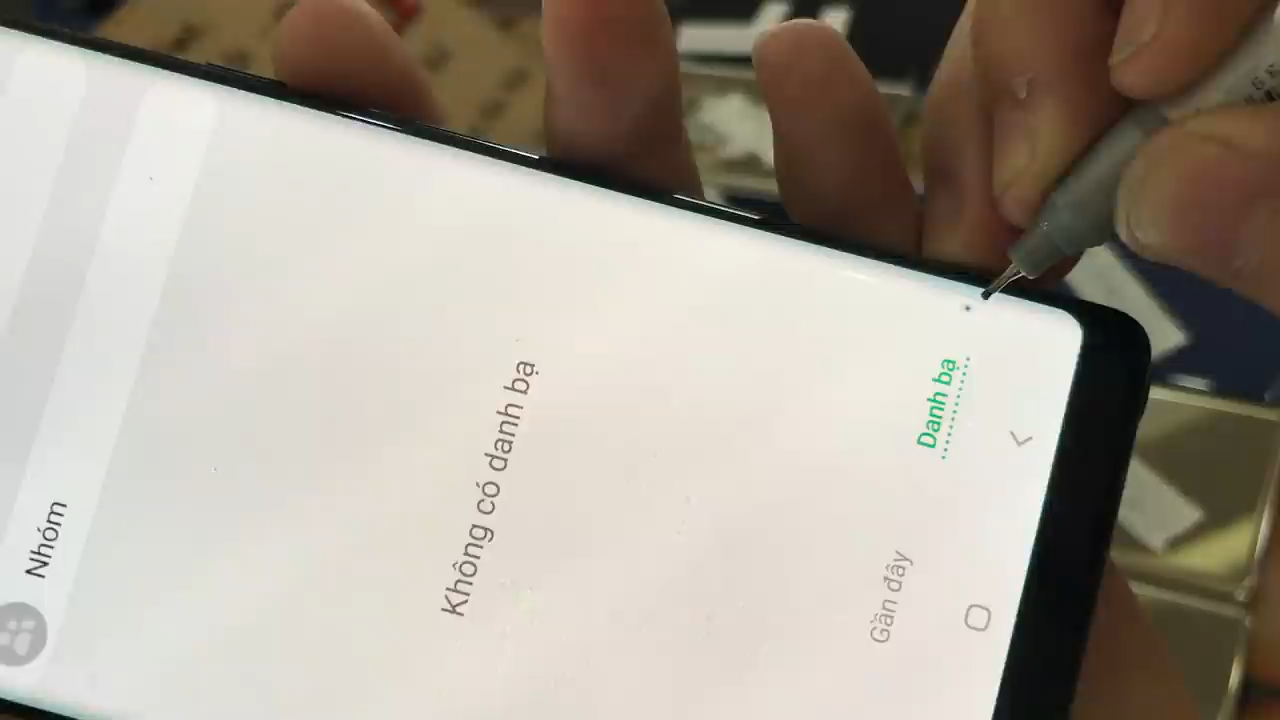 Nhóm
Không có danh bạ
Gần đây
Danh bạ